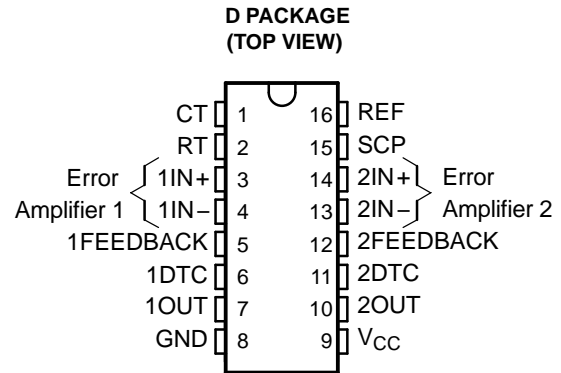 D PACKAGE
(TOP VIEW)
CT 1 16 REF
RT 2 15 SCP
Error Amplifier 1 1IN+ 3 14 2IN+ Error Amplifier 2
1IN− 4 13 2IN−
1FEEDBACK 5 12 2FEEDBACK
1DTC 6 11 2DTC
1OUT 7 10 2OUT
GND 8 9 VCC